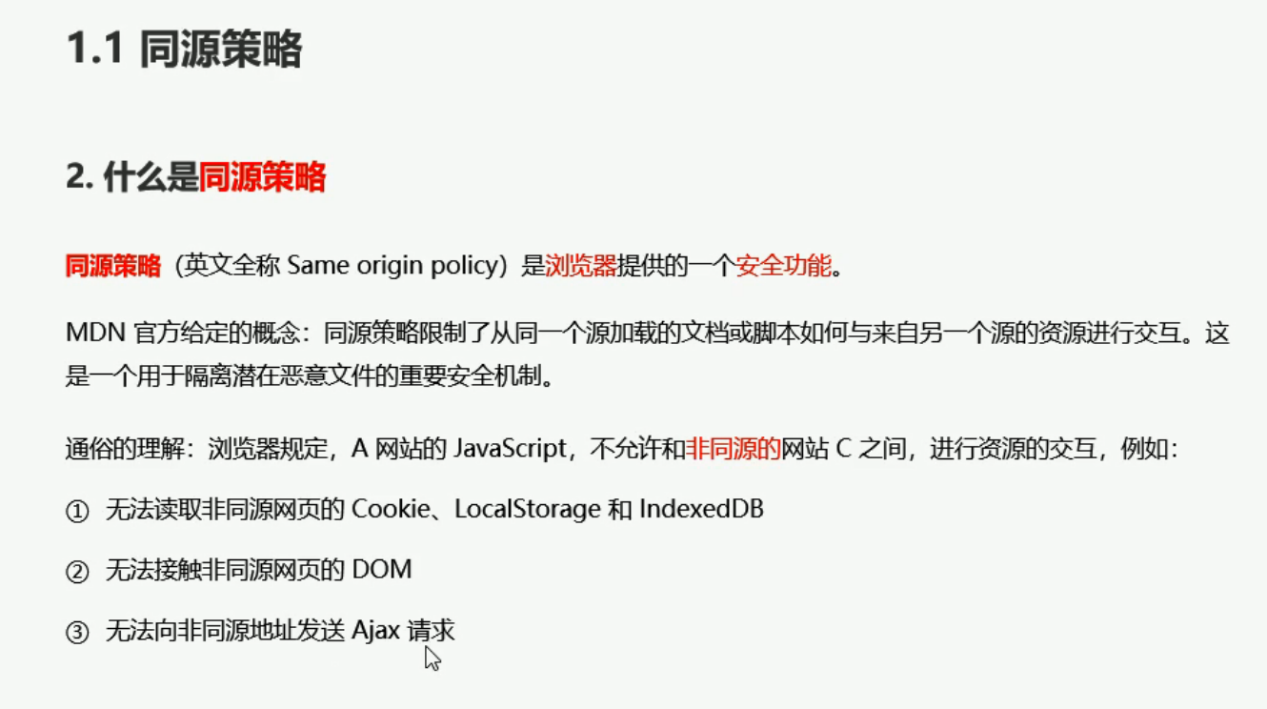 1.1 同源策略
2. 什么是同源策略
同源策略（英文全称 Same origin policy）是浏览器提供的一个安全功能。
MDN 官方给定的概念：同源策略限制了从同一个源加载的文档或脚本如何与来自另一个源的资源进行交互。这
是一个用于隔离潜在恶意文件的重要安全机制。
通俗的理解：浏览器规定，A 网站的 JavaScript，不允许和非同源的网站 C 之间，进行资源的交互，例如：
① 无法读取非同源网页的 Cookie、LocalStorage 和 IndexedDB
② 无法接触非同源网页的 DOM
③ 无法向非同源地址发送 Ajax 请求